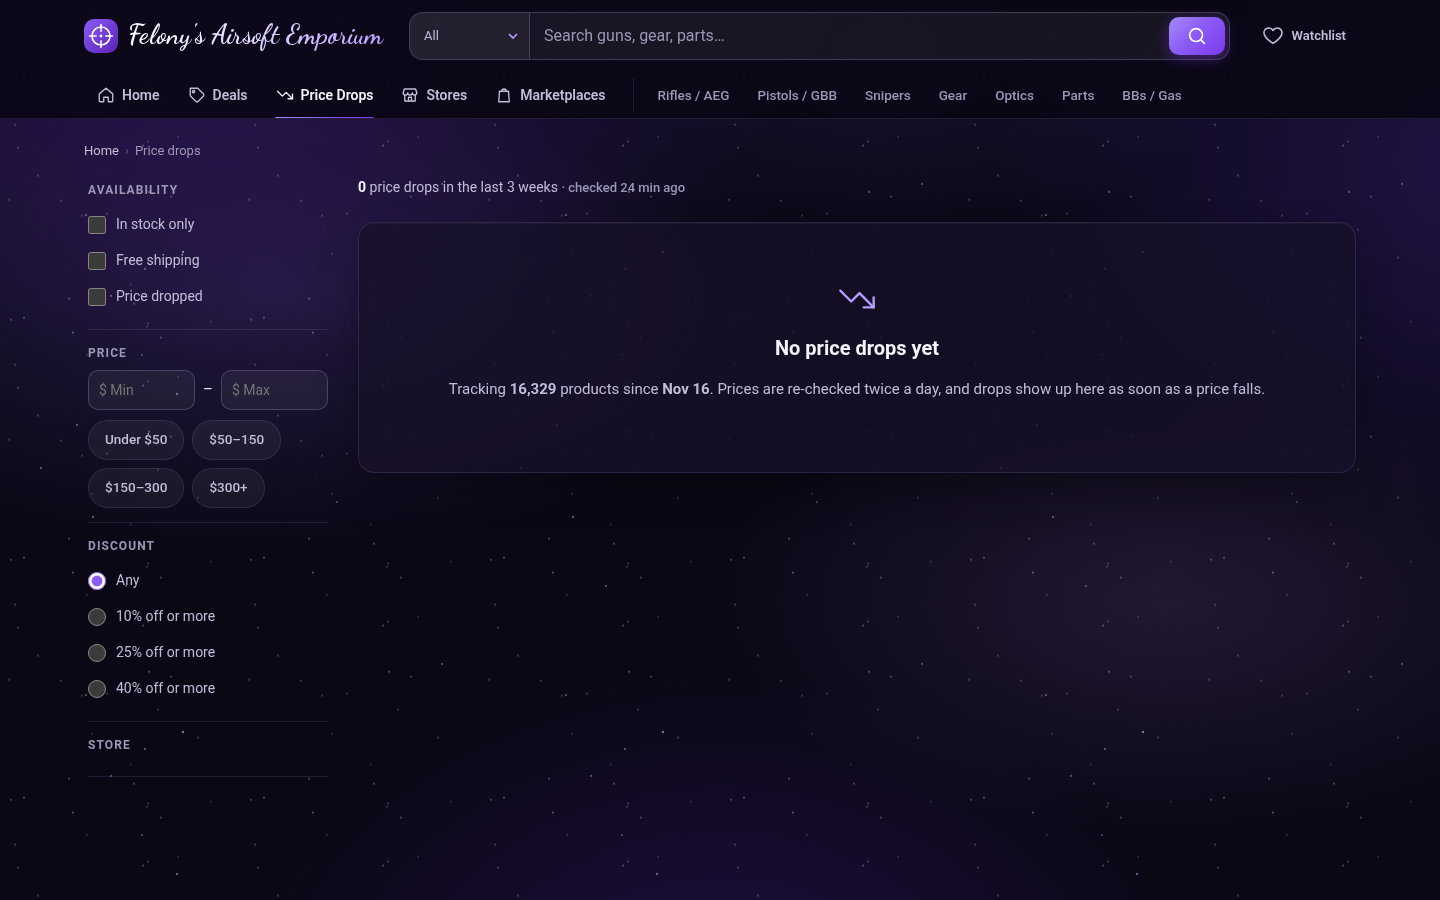 Felony's Airsoft Emporium
All
Search guns, gear, parts…
Watchlist
Home
Deals
Price Drops
Stores
Marketplaces
Rifles / AEG
Pistols / GBB
Snipers
Gear
Optics
Parts
BBs / Gas
Home › Price drops
AVAILABILITY
In stock only
Free shipping
Price dropped
PRICE
$ Min – $ Max
Under $50
$50–150
$150–300
$300+
DISCOUNT
Any
10% off or more
25% off or more
40% off or more
STORE
0 price drops in the last 3 weeks · checked 24 min ago
No price drops yet
Tracking 16,329 products since Nov 16. Prices are re-checked twice a day, and drops show up here as soon as a price falls.